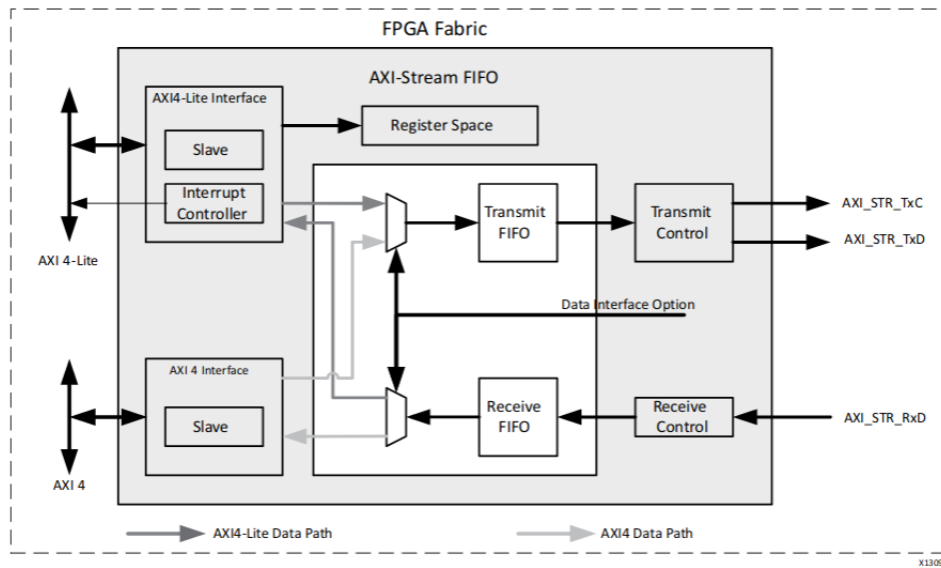 FPGA Fabric
AXI-Stream FIFO
AXI4-Lite Interface
Slave
Interrupt
Controller
Register Space
Transmit
FIFO
Transmit
Control
AXI_STR_TxC
AXI_STR_TxD
AXI 4-Lite
Data Interface Option
AXI 4 Interface
Slave
Receive
FIFO
Receive
Control
AXI_STR_RxD
AXI 4
AXI4-Lite Data Path
AXI4 Data Path
X1309